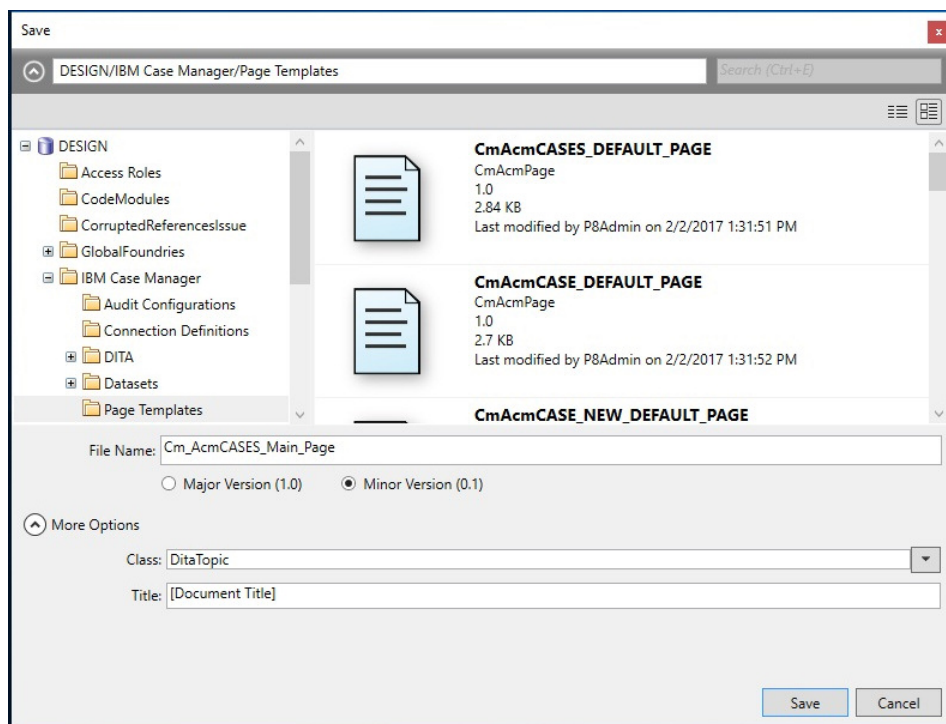 Save
x
DESIGN/IBM Case Manager/Page Templates
Search (Ctrl+E)
DESIGN
Access Roles
CodeModules
CorruptedReferencesIssue
GlobalFoundries
IBM Case Manager
Audit Configurations
Connection Definitions
DITA
Datasets
Page Templates
CmAcmCASES_DEFAULT_PAGE
CmAcmPage
1.0
2.84 KB
Last modified by P8Admin on 2/2/2017 1:31:51 PM
CmAcmCASE_DEFAULT_PAGE
CmAcmPage
1.0
2.7 KB
Last modified by P8Admin on 2/2/2017 1:31:52 PM
CmAcmCASE_NEW_DEFAULT_PAGE
File Name: Cm_AcmCASES_Main_Page
Major Version (1.0) Minor Version (0.1)
More Options
Class: DitaTopic
Title: [Document Title]
Save Cancel